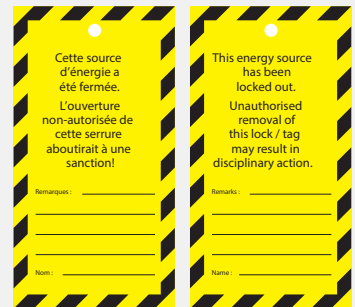 Cette source
d'énergie a
été fermée.
L'ouverture
non-autorisée de
cette serrure
aboutirait à une
sanction!
Remarques :
Nom :
This energy source
has been
locked out.
Unauthorised
removal of
this lock / tag
may result in
disciplinary action.
Remarks :
Name :